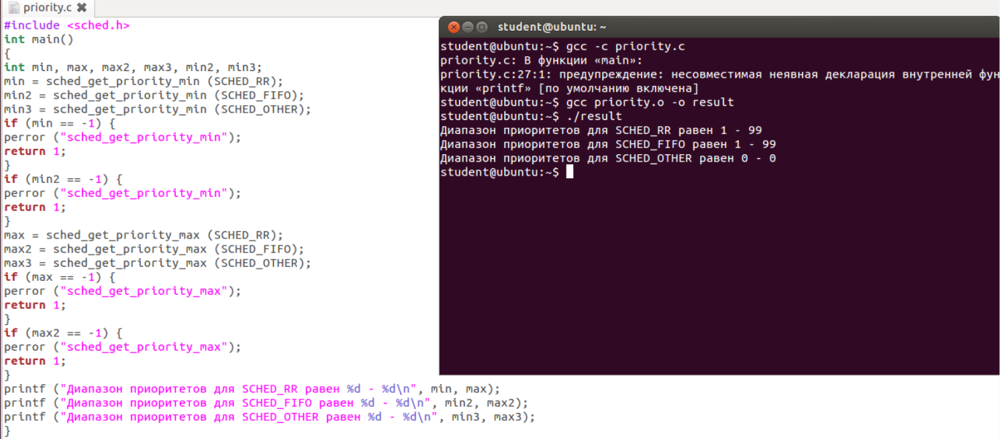 priority.c
#include <sched.h>
int main()
{
int min, max, max2, max3, min2, min3;
min = sched_get_priority_min (SCHED_RR);
min2 = sched_get_priority_min (SCHED_FIFO);
min3 = sched_get_priority_min (SCHED_OTHER);
if (min == -1) {
perror ("sched_get_priority_min");
return 1;
}
if (min2 == -1) {
perror ("sched_get_priority_min");
return 1;
}
max = sched_get_priority_max (SCHED_RR);
max2 = sched_get_priority_max (SCHED_FIFO);
max3 = sched_get_priority_max (SCHED_OTHER);
if (max == -1) {
perror ("sched_get_priority_max");
return 1;
}
if (max2 == -1) {
perror ("sched_get_priority_max");
return 1;
}
printf ("Диапазон приоритетов для SCHED_RR равен %d - %d\n", min, max);
printf ("Диапазон приоритетов для SCHED_FIFO равен %d - %d\n", min2, max2);
printf ("Диапазон приоритетов для SCHED_OTHER равен %d - %d\n", min3, max3);
}
student@ubuntu: ~
student@ubuntu:~$ gcc -c priority.c
priority.c: В функции «main»:
priority.c:27:1: предупреждение: несовместимая неявная декларация внутренней фун
кции «printf» [по умолчанию включена]
student@ubuntu:~$ gcc priority.o -o result
student@ubuntu:~$ ./result
Диапазон приоритетов для SCHED_RR равен 1 - 99
Диапазон приоритетов для SCHED_FIFO равен 1 - 99
Диапазон приоритетов для SCHED_OTHER равен 0 - 0
student@ubuntu:~$